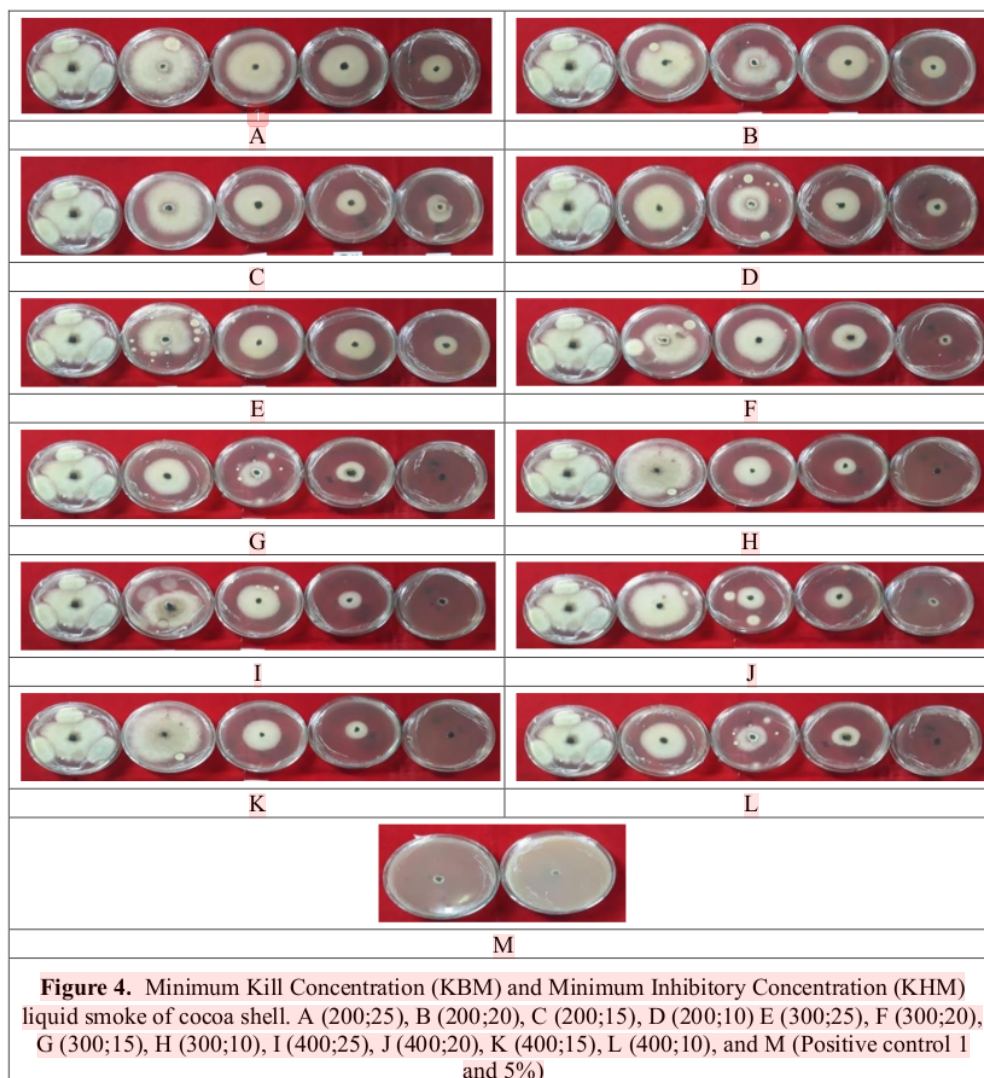 1
A
B
C
D
E
F
G
H
I
J
K
L
M
Figure 4. Minimum Kill Concentration (KBM) and Minimum Inhibitory Concentration (KHM)
liquid smoke of cocoa shell. A (200;25), B (200;20), C (200;15), D (200;10) E (300;25), F (300;20),
G (300;15), H (300;10), I (400;25), J (400;20), K (400;15), L (400;10), and M (Positive control 1
and 5%)